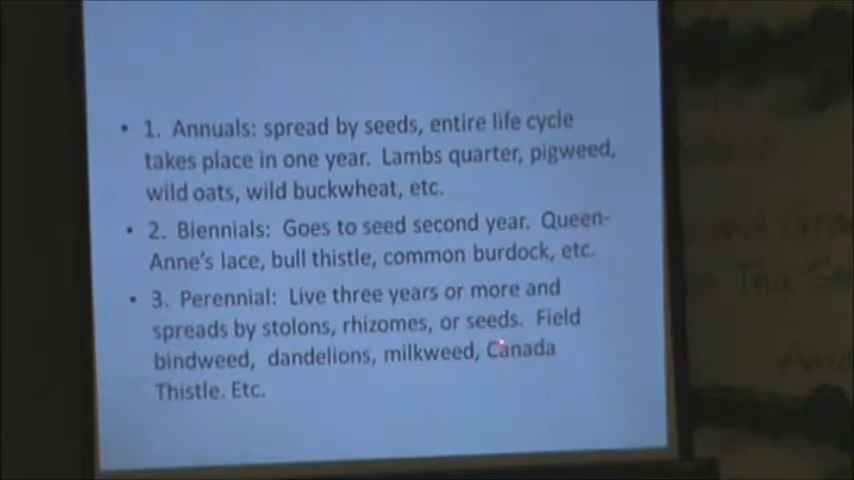 • 1. Annuals: spread by seeds, entire life cycle
takes place in one year. Lambs quarter, pigweed,
wild oats, wild buckwheat, etc.
• 2. Biennials: Goes to seed second year. Queen-
Anne's lace, bull thistle, common burdock, etc.
• 3. Perennial: Live three years or more and
spreads by stolons, rhizomes, or seeds. Field
bindweed, dandelions, milkweed, Canada
Thistle. Etc.
Thy